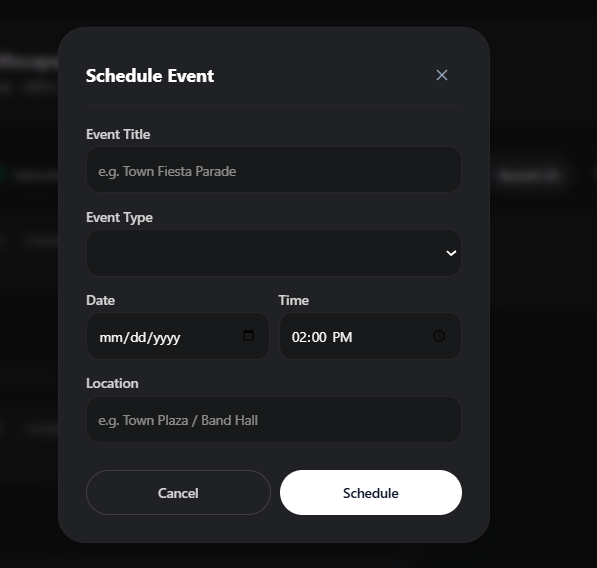 Schedule Event
Event Title
e.g. Town Fiesta Parade
Event Type
Date Time
mm/dd/yyyy 02:00 PM
Location
e.g. Town Plaza / Band Hall
Cancel Schedule